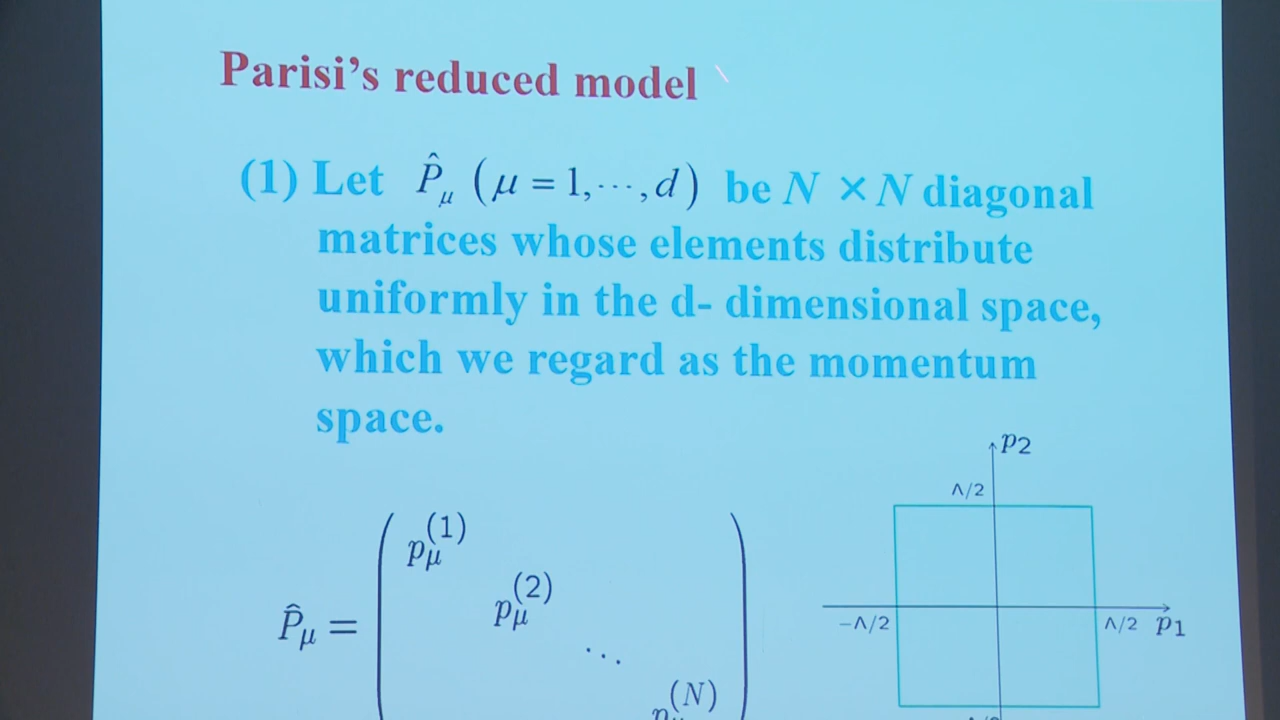 Parisi's reduced model
(1) Let P̂_μ (μ = 1, ⋯, d) be N × N diagonal
matrices whose elements distribute
uniformly in the d- dimensional space,
which we regard as the momentum
space.
p2
Λ/2
p_μ^(1)
p_μ^(2)
P̂_μ =
-Λ/2
Λ/2 p1
⋱
p_μ^(N)